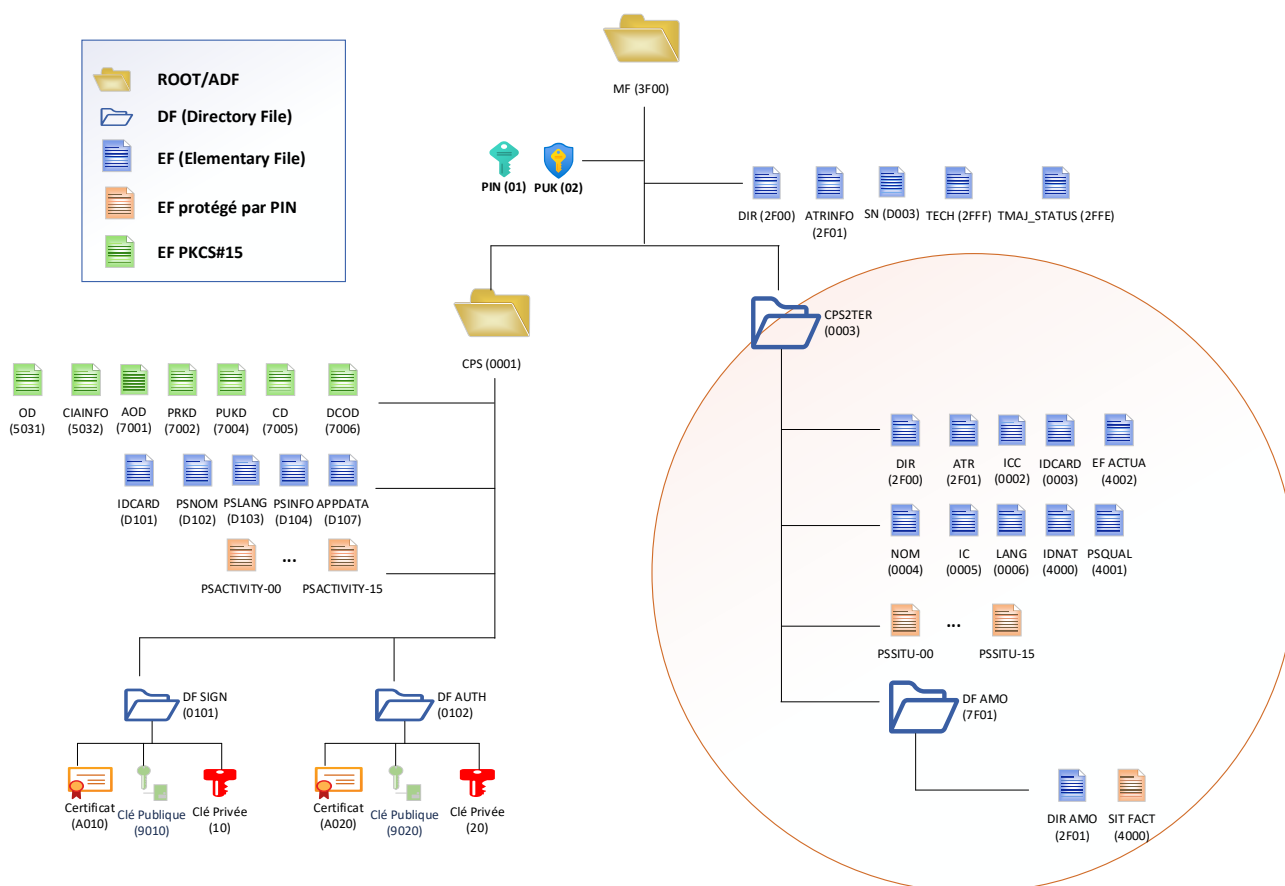 ROOT/ADF
DF (Directory File)
EF (Elementary File)
EF protégé par PIN
EF PKCS#15
MF (3F00)
PIN (01)
PUK (02)
DIR (2F00)
ATRINFO
(2F01)
SN (D003)
TECH (2FFF)
TMAJ_STATUS (2FFE)
CPS (0001)
CPS2TER
(0003)
OD
(5031)
CIAINFO
(5032)
AOD
(7001)
PRKD
(7002)
PUKD
(7004)
CD
(7005)
DCOD
(7006)
IDCARD
(D101)
PSNOM
(D102)
PSLANG
(D103)
PSINFO
(D104)
APPDATA
(D107)
PSACTIVITY-00
...
PSACTIVITY-15
DF SIGN
(0101)
DF AUTH
(0102)
Certificat
(A010)
Clé Publique
(9010)
Clé Privée
(10)
Certificat
(A020)
Clé Publique
(9020)
Clé Privée
(20)
DIR
(2F00)
ATR
(2F01)
ICC
(0002)
IDCARD
(0003)
EF ACTUA
(4002)
NOM
(0004)
IC
(0005)
LANG
(0006)
IDNAT
(4000)
PSQUAL
(4001)
PSSITU-00
...
PSSITU-15
DF AMO
(7F01)
DIR AMO
(2F01)
SIT FACT
(4000)